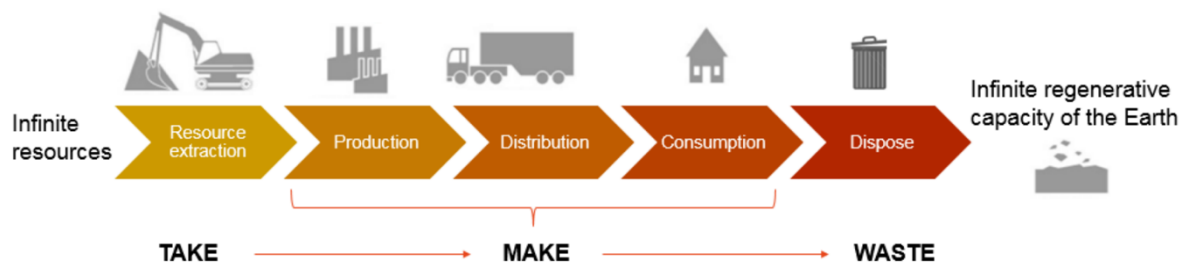 Infinite
resources
Resource
extraction
Production
Distribution
Consumption
Dispose
Infinite regenerative
capacity of the Earth
TAKE
MAKE
WASTE